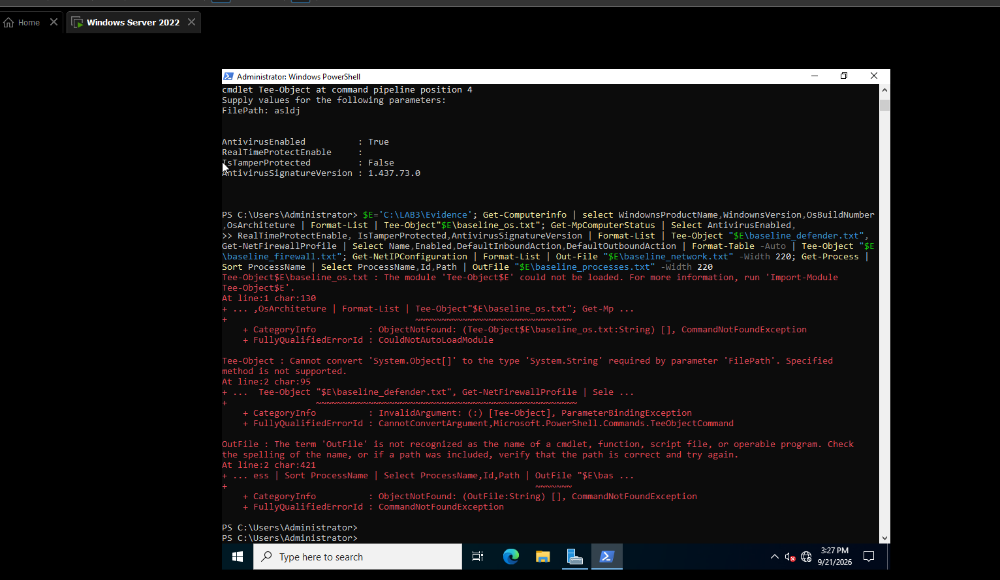 Home
Windows Server 2022
Administrator: Windows PowerShell
cmdlet Tee-Object at command pipeline position 4
Supply values for the following parameters:
FilePath: asldj
AntivirusEnabled : True
RealTimeProtectEnable :
IsTamperProtected : False
AntivirusSignatureVersion : 1.437.73.0
PS C:\Users\Administrator> $E='C:\LAB3\Evidence'; Get-Computerinfo | select WindownsProductName,WindowsVersion,OsBuildNumber
,OsArchiteture | Format-List | Tee-Object"$E\baseline_os.txt"; Get-MpComputerStatus | Select AntivirusEnabled,
>> RealTimeProtectEnable, IsTamperProtected,AntivirusSignatureVersion | Format-List | Tee-Object "$E\baseline_defender.txt",
Get-NetFirewallProfile | Select Name,Enabled,DefaultInboundAction,DefaultOutboundAction | Format-Table -Auto | Tee-Object "$E
\baseline_firewall.txt"; Get-NetIPConfiguration | Format-List | Out-File "$E\baseline_network.txt" -Width 220; Get-Process |
Sort ProcessName | Select ProcessName,Id,Path | OutFile "$E\baseline_processes.txt" -Width 220
Tee-Object$E\baseline_os.txt : The module 'Tee-Object$E' could not be loaded. For more information, run 'Import-Module
Tee-Object$E'.
At line:1 char:130
+ ... ,OsArchiteture | Format-List | Tee-Object"$E\baseline_os.txt"; Get-Mp ...
+ ~~~~~~~~~~~~~~~~~~~~~~~~~~~~~~
+ CategoryInfo : ObjectNotFound: (Tee-Object$E\baseline_os.txt:String) [], CommandNotFoundException
+ FullyQualifiedErrorId : CouldNotAutoLoadModule
Tee-Object : Cannot convert 'System.Object[]' to the type 'System.String' required by parameter 'FilePath'. Specified
method is not supported.
At line:2 char:95
+ ... Tee-Object "$E\baseline_defender.txt", Get-NetFirewallProfile | Sele ...
+ ~~~~~~~~~~~~~~~~~~~~~~~~~~~~~~~~~~~~~~~~~~~~~~~~~~
+ CategoryInfo : InvalidArgument: (:) [Tee-Object], ParameterBindingException
+ FullyQualifiedErrorId : CannotConvertArgument,Microsoft.PowerShell.Commands.TeeObjectCommand
OutFile : The term 'OutFile' is not recognized as the name of a cmdlet, function, script file, or operable program. Check
the spelling of the name, or if a path was included, verify that the path is correct and try again.
At line:2 char:421
+ ... ess | Sort ProcessName | Select ProcessName,Id,Path | OutFile "$E\bas ...
+ ~~~~~~~
+ CategoryInfo : ObjectNotFound: (OutFile:String) [], CommandNotFoundException
+ FullyQualifiedErrorId : CommandNotFoundException
PS C:\Users\Administrator>
PS C:\Users\Administrator>
Type here to search
3:27 PM
9/21/2026